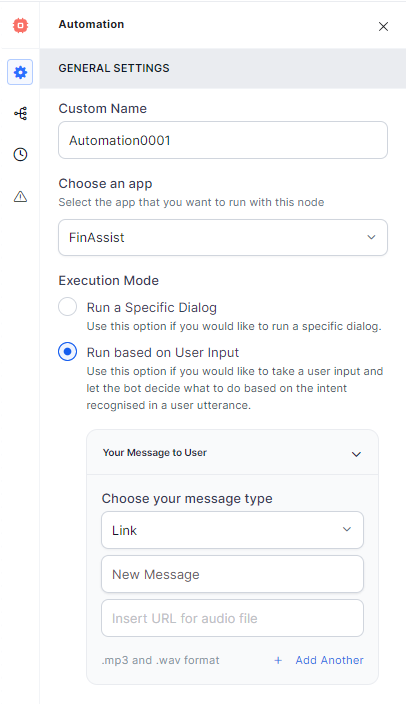 Automation
GENERAL SETTINGS
Custom Name
Automation0001
Choose an app
Select the app that you want to run with this node
FinAssist
Execution Mode
Run a Specific Dialog
Use this option if you would like to run a specific dialog.
Run based on User Input
Use this option if you would like to take a user input and
let the bot decide what to do based on the intent
recognised in a user utterance.
Your Message to User
Choose your message type
Link
New Message
Insert URL for audio file
.mp3 and .wav format
+ Add Another